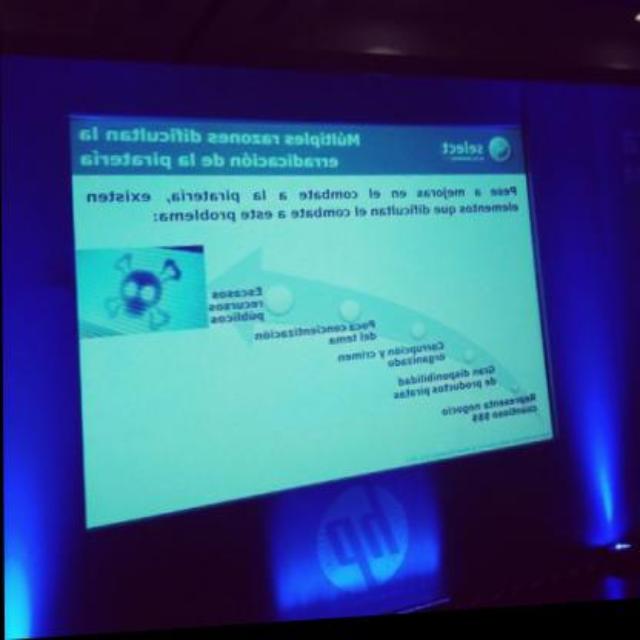 select
Múltiples razones dificultan la
erradicación de la piratería
Pese a mejoras en el combate a la piratería, existen
elementos que dificultan el combate a este problema:
Escasos
recursos
públicos
Poca concientización
del tema
Corrupción y crimen
organizado
Gran disponibilidad
de productos piratas
Representa negocio
cuantioso $$$
hp